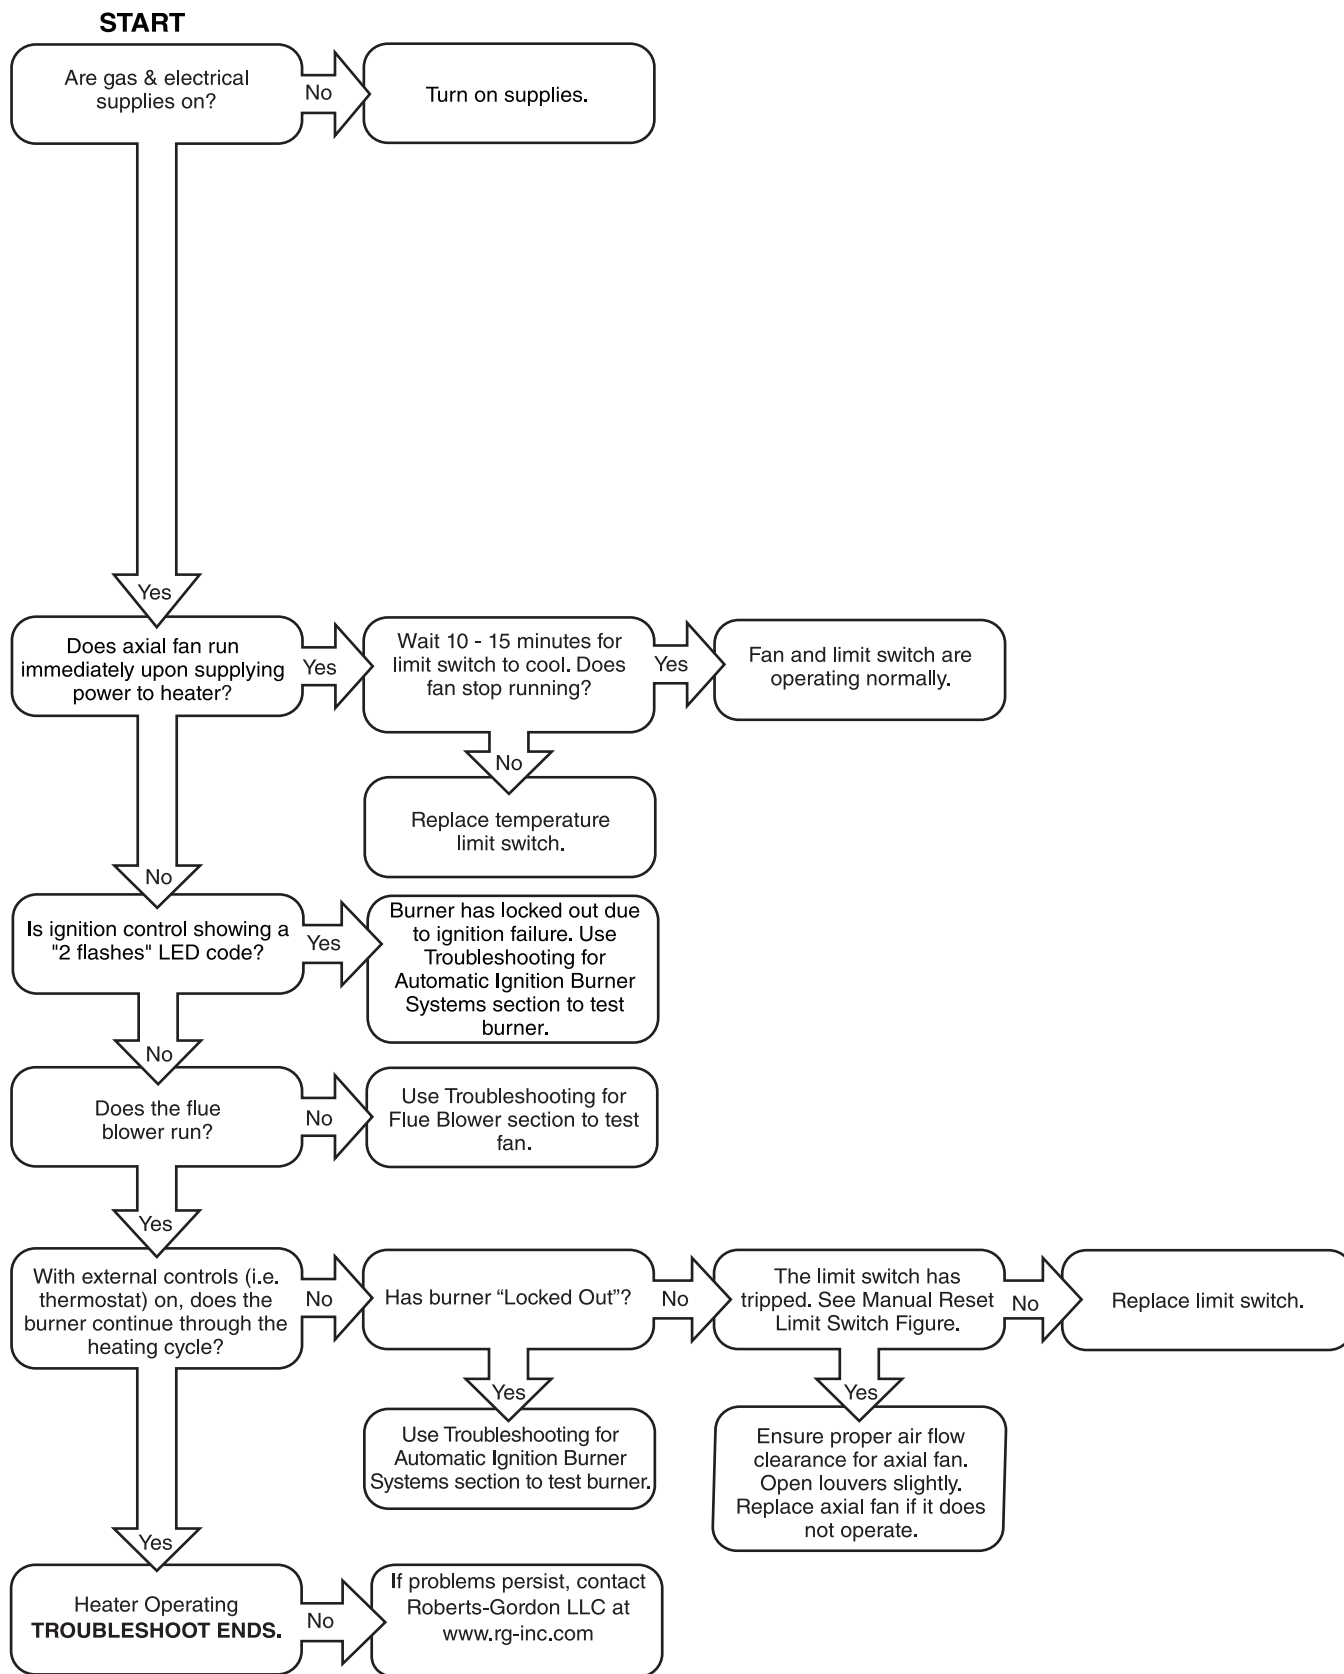 START
Are gas & electrical
supplies on?
No
Turn on supplies.
Yes
Does axial fan run
immediately upon supplying
power to heater?
Yes
Wait 10 - 15 minutes for
limit switch to cool. Does
fan stop running?
Yes
Fan and limit switch are
operating normally.
No
Replace temperature
limit switch.
No
Is ignition control showing a
"2 flashes" LED code?
Yes
Burner has locked out due
to ignition failure. Use
Troubleshooting for
Automatic Ignition Burner
Systems section to test
burner.
No
Does the flue
blower run?
No
Use Troubleshooting for
Flue Blower section to test
fan.
Yes
With external controls (i.e.
thermostat) on, does the
burner continue through the
heating cycle?
No
Has burner “Locked Out”?
No
The limit switch has
tripped. See Manual Reset
Limit Switch Figure.
No
Replace limit switch.
Yes
Use Troubleshooting for
Automatic Ignition Burner
Systems section to test burner.
Yes
Ensure proper air flow
clearance for axial fan.
Open louvers slightly.
Replace axial fan if it does
not operate.
Yes
Heater Operating
TROUBLESHOOT ENDS.
No
If problems persist, contact
Roberts-Gordon LLC at
www.rg-inc.com